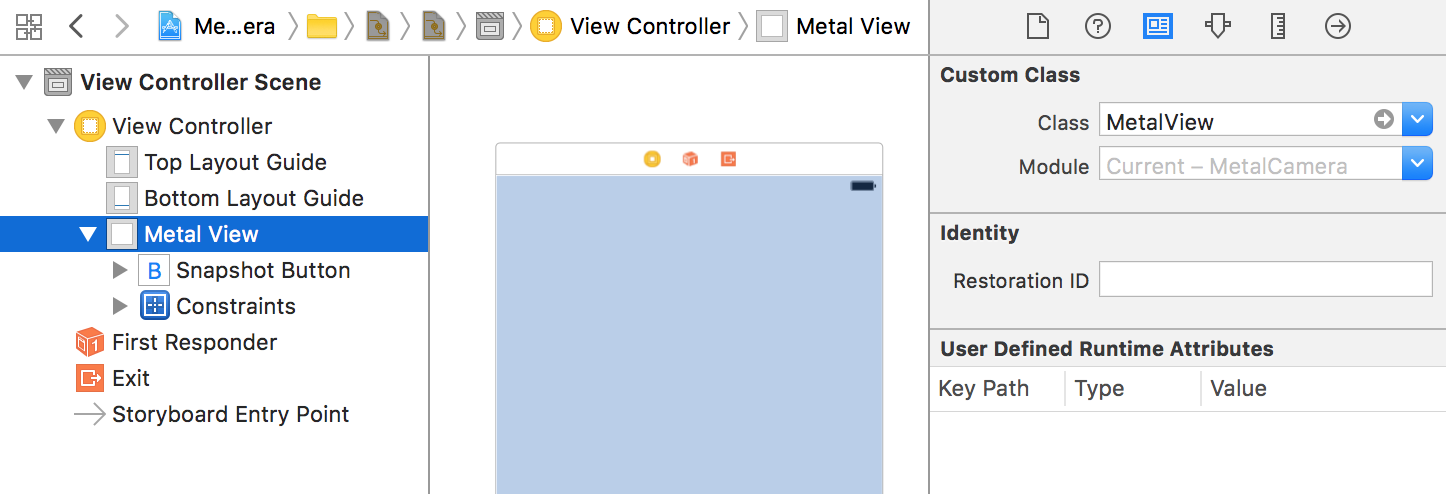 Me...era View Controller Metal View
View Controller Scene
View Controller
Top Layout Guide
Bottom Layout Guide
Metal View
B Snapshot Button
Constraints
First Responder
Exit
Storyboard Entry Point
Custom Class
Class MetalView
Module Current – MetalCamera
Identity
Restoration ID
User Defined Runtime Attributes
Key Path Type Value